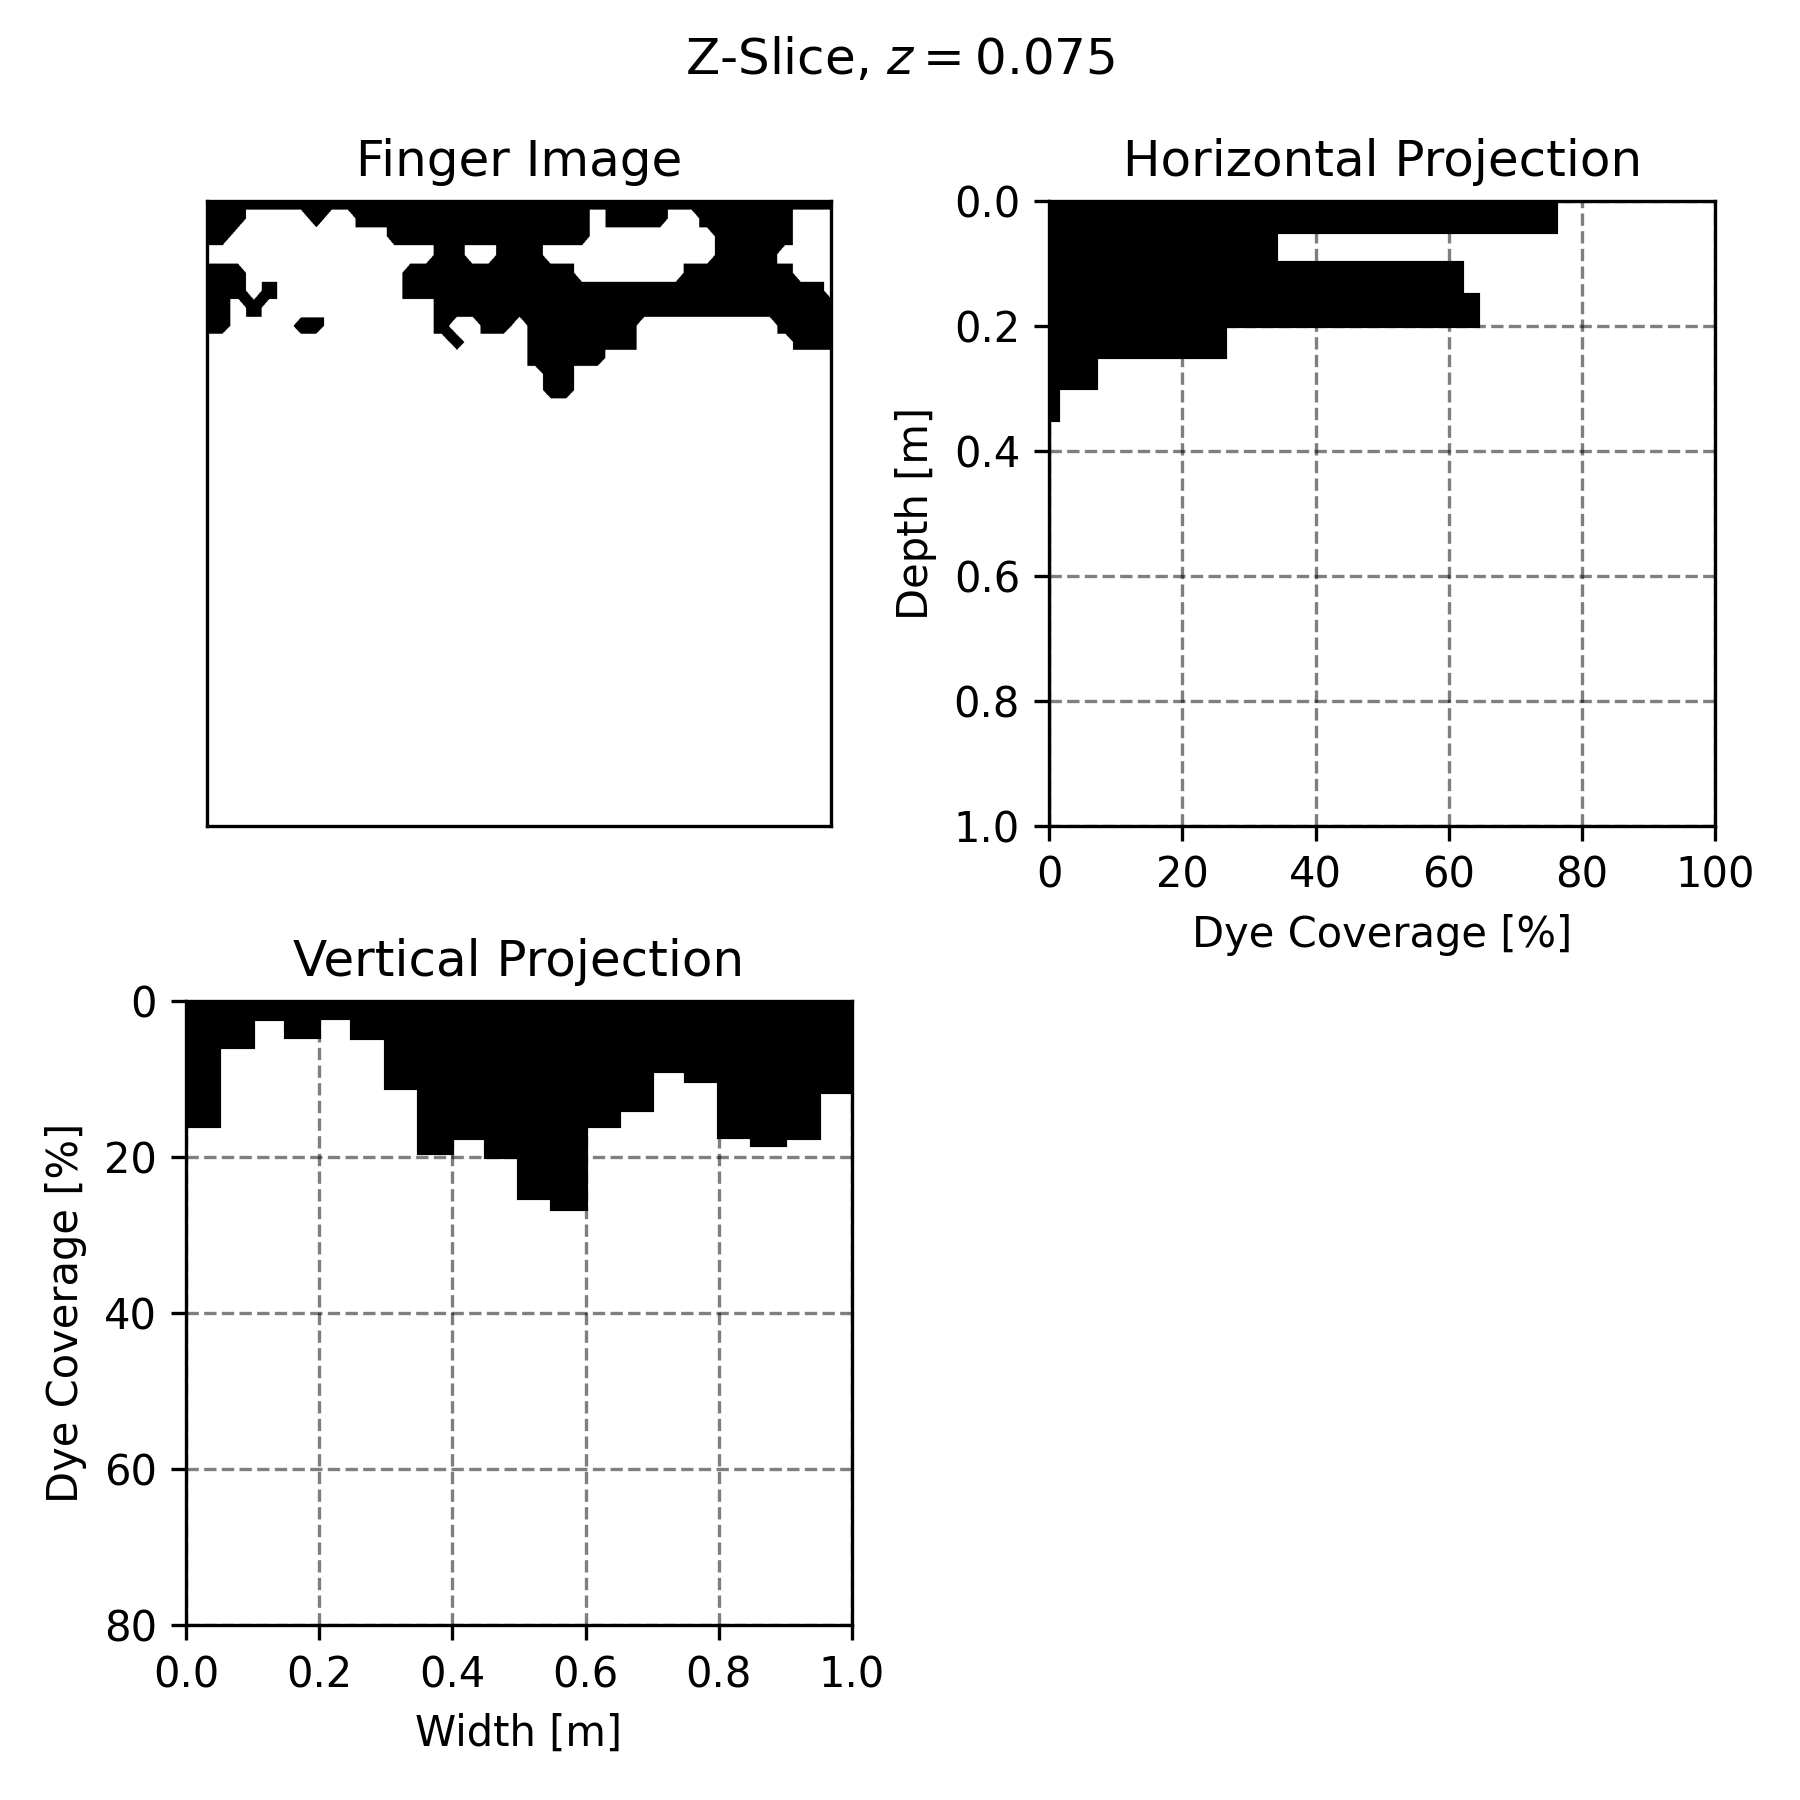 Z-Slice, z = 0.075
Finger Image
Horizontal Projection
0.0
0.2
0.4
0.6
0.8
1.0
Depth [m]
0 20 40 60 80 100
Dye Coverage [%]
Vertical Projection
0
20
40
60
80
Dye Coverage [%]
0.0 0.2 0.4 0.6 0.8 1.0
Width [m]